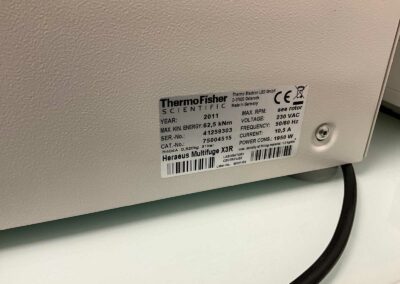 ThermoFisher
SCIENTIFIC
Thermo Electron LED GmbH
Made in Germany
YEAR: 2011
MAX. KIN. ENERGY: 62,5 kNm
SER.-No.: 41259393
CAT.-No.: 75004515
Heraeus Multifuge X3R
MAX. RPM: see rotor
VOLTAGE: 230 VAC
FREQUENCY: 50/60 Hz
CURRENT: 10,5 A
POWER CONS.: 1950 W